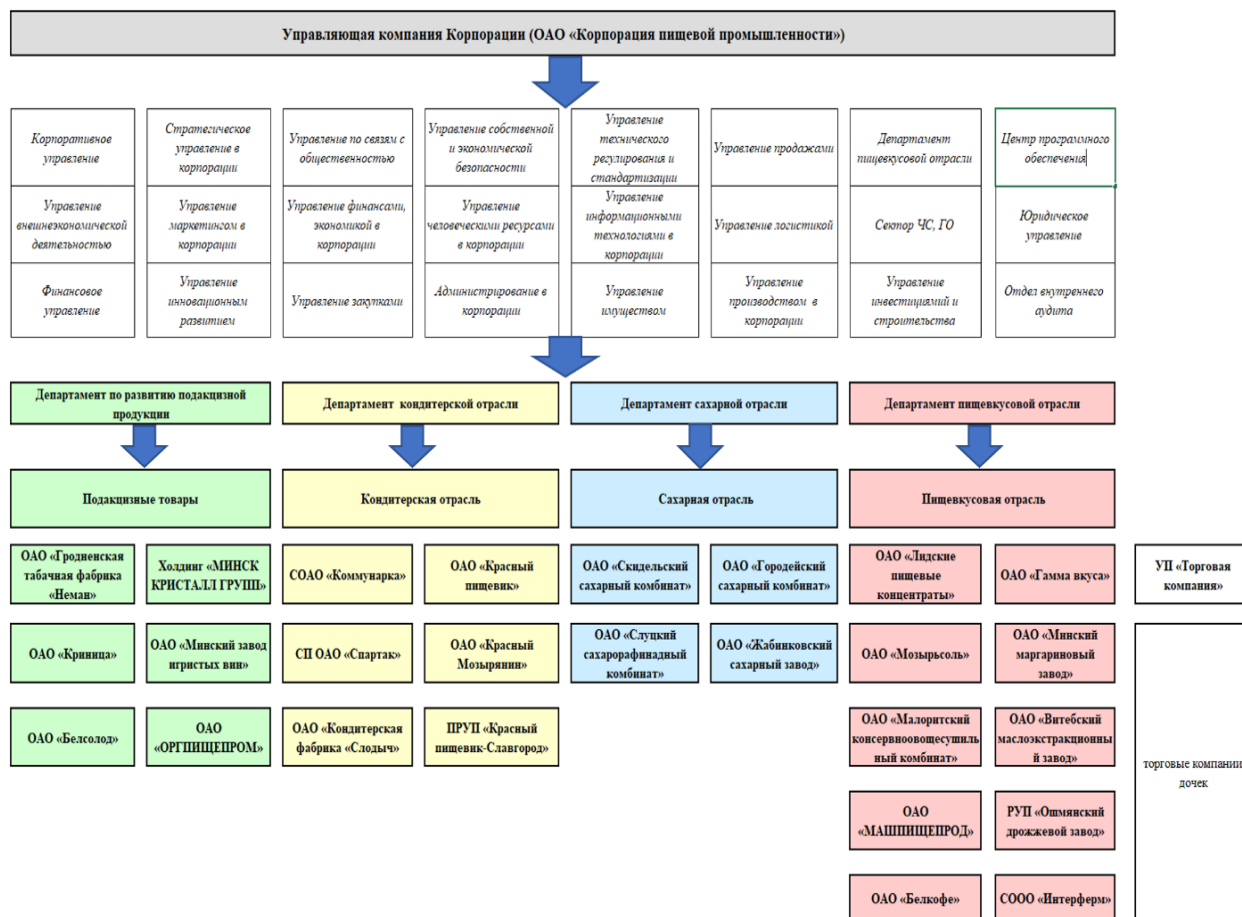 Управляющая компания Корпорации (ОАО «Корпорация пищевой промышленности»)
Корпоративное
управление
Стратегическое
управление в
корпорации
Управление по связям с
общественностью
Управление собственной
и экономической
безопасности
Управление
технического
регулирования и
стандартизации
Управление продажами
Департамент
пищевкусовой отрасли
Центр программного
обеспечения
Управление
внешнеэкономической
деятельностью
Управление
маркетингом в
корпорации
Управление финансами,
экономикой в
корпорации
Управление
человеческими ресурсами
в корпорации
Управление
информационными
технологиями в
корпорации
Управление логистикой
Сектор ЧС, ГО
Юридическое
управление
Финансовое
управление
Управление
инновационным
развитием
Управление закупками
Администрирование в
корпорации
Управление
имуществом
Управление
производством в
корпорации
Управление
инвестициямий и
строительства
Отдел внутреннего
аудита
Департамент по развитию подакцизной
продукции
Департамент кондитерской отрасли
Департамент сахарной отрасли
Департамент пищевкусовой отрасли
Подакцизные товары
Кондитерская отрасль
Сахарная отрасль
Пищевкусовая отрасль
ОАО «Гродненская
табачная фабрика
«Неман»
Холдинг «МИНСК
КРИСТАЛЛ ГРУПП»
СОАО «Коммунарка»
ОАО «Красный
пищевик»
ОАО «Скидельский
сахарный комбинат»
ОАО «Городейский
сахарный комбинат»
ОАО «Лидские
пищевые
концентраты»
ОАО «Гамма вкуса»
УП «Торговая
компания»
ОАО «Криница»
ОАО «Минский завод
игристых вин»
СП ОАО «Спартак»
ОАО «Красный
Мозырянин»
ОАО «Слуцкий
сахарорафинадный
комбинат»
ОАО «Жабинковский
сахарный завод»
ОАО «Мозырьсоль»
ОАО «Минский
маргариновый
завод»
ОАО «Белсолод»
ОАО
«ОРГПИЩЕПРОМ»
ОАО «Кондитерская
фабрика «Слодыч»
ПРУП «Красный
пищевик-Славгород»
ОАО «Малоритский
консервноовощесушиль
ный комбинат»
ОАО «Витебский
маслоэкстракционны
й завод»
торговые компании
дочек
ОАО
«МАШПИЩЕПРОД»
РУП «Ошмянский
дрожжевой завод»
ОАО «Белкофе»
СООО «Интерферм»